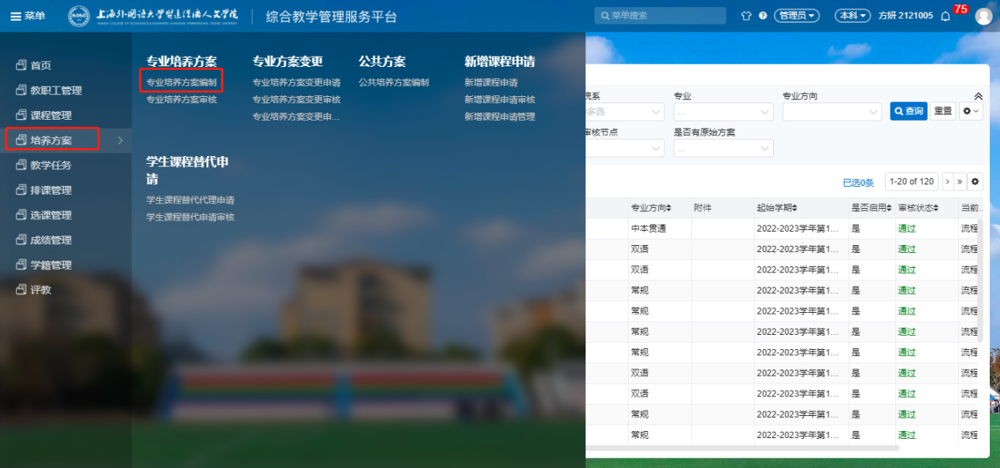 菜单
上海外国语大学贤达经济人文学院
综合教学管理服务平台
菜单搜索
管理员
本科
方妍 2121005
75
首页
教职工管理
课程管理
培养方案
教学任务
排课管理
选课管理
成绩管理
学籍管理
评教
专业培养方案
专业培养方案编制
专业培养方案审核
专业方案变更
专业培养方案变更申请
专业培养方案变更审核
专业培养方案变更申...
公共方案
公共培养方案编制
新增课程申请
新增课程申请
新增课程申请审核
新增课程申请管理
学生课程替代申
请
学生课程替代代理申请
学生课程替代申请审核
院系 专业 专业方向
多选 ... 查询 重置
审核节点 是否有原始方案
...
已选0条 1-20 of 120
专业方向 附件 起始学期 是否启用 审核状态 当前...
中本贯通 2022-2023学年第1... 是 通过 流程
双语 2022-2023学年第1... 是 通过 流程
双语 2022-2023学年第1... 是 通过 流程
常规 2022-2023学年第1... 是 通过 流程
常规 2022-2023学年第1... 是 通过 流程
常规 2022-2023学年第1... 是 通过 流程
常规 2022-2023学年第1... 是 通过 流程
双语 2022-2023学年第1... 是 通过 流程
双语 2022-2023学年第1... 是 通过 流程
常规 2022-2023学年第1... 是 通过 流程
常规 2022-2023学年第1... 是 通过 流程